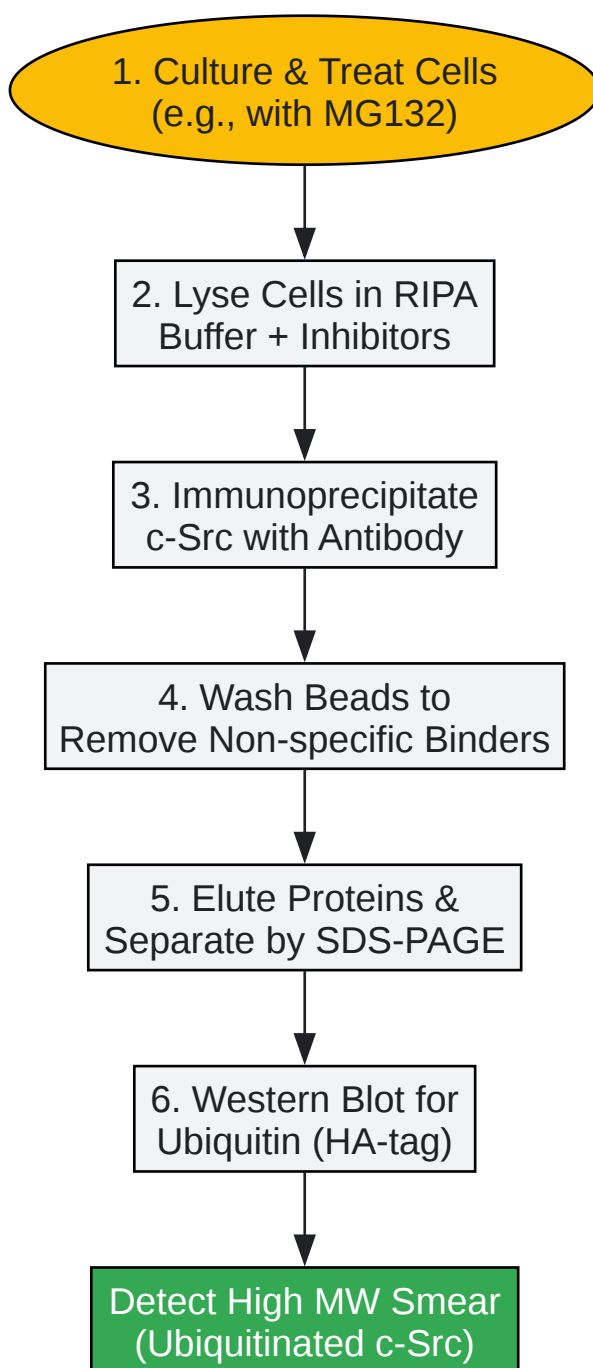 1. Culture & Treat Cells
(e.g., with MG132)
2. Lyse Cells in RIPA
Buffer + Inhibitors
3. Immunoprecipitate
c-Src with Antibody
4. Wash Beads to
Remove Non-specific Binders
5. Elute Proteins &
Separate by SDS-PAGE
6. Western Blot for
Ubiquitin (HA-tag)
Detect High MW Smear
(Ubiquitinated c-Src)